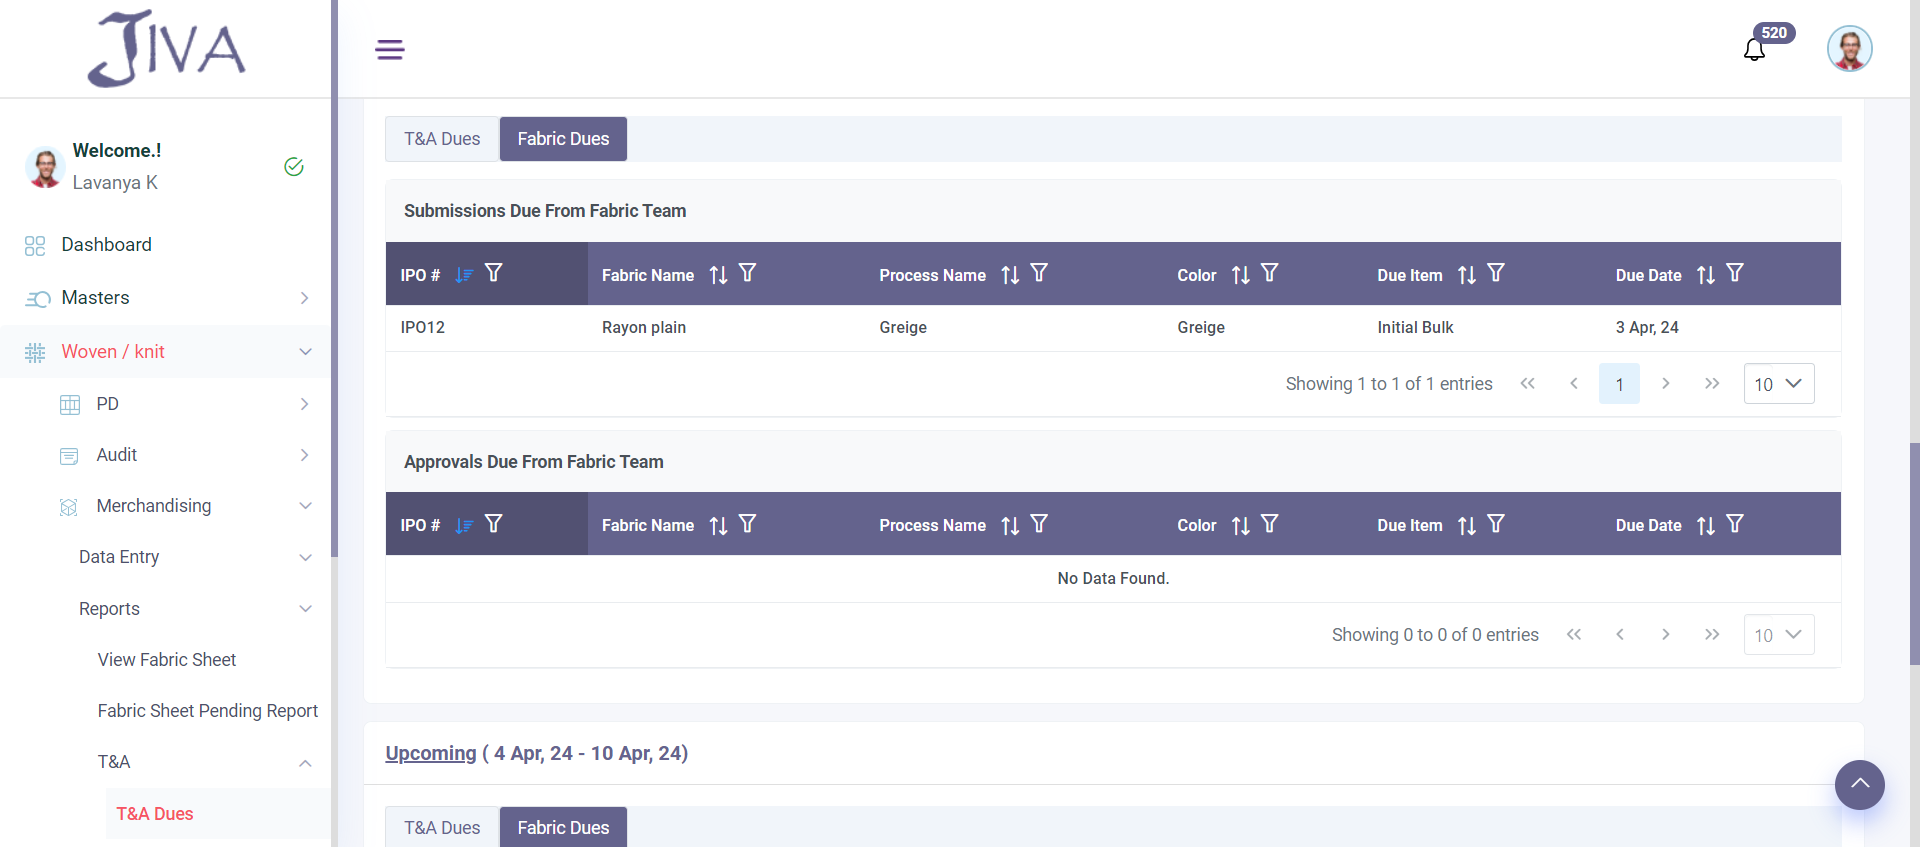 JIVA
520
Welcome.!
Lavanya K
Dashboard
Masters
Woven / knit
PD
Audit
Merchandising
Data Entry
Reports
View Fabric Sheet
Fabric Sheet Pending Report
T&A
T&A Dues
T&A Dues Fabric Dues
Submissions Due From Fabric Team
IPO # Fabric Name Process Name Color Due Item Due Date
IPO12 Rayon plain Greige Greige Initial Bulk 3 Apr, 24
Showing 1 to 1 of 1 entries 1 10
Approvals Due From Fabric Team
IPO # Fabric Name Process Name Color Due Item Due Date
No Data Found.
Showing 0 to 0 of 0 entries 10
Upcoming ( 4 Apr, 24 - 10 Apr, 24)
T&A Dues Fabric Dues